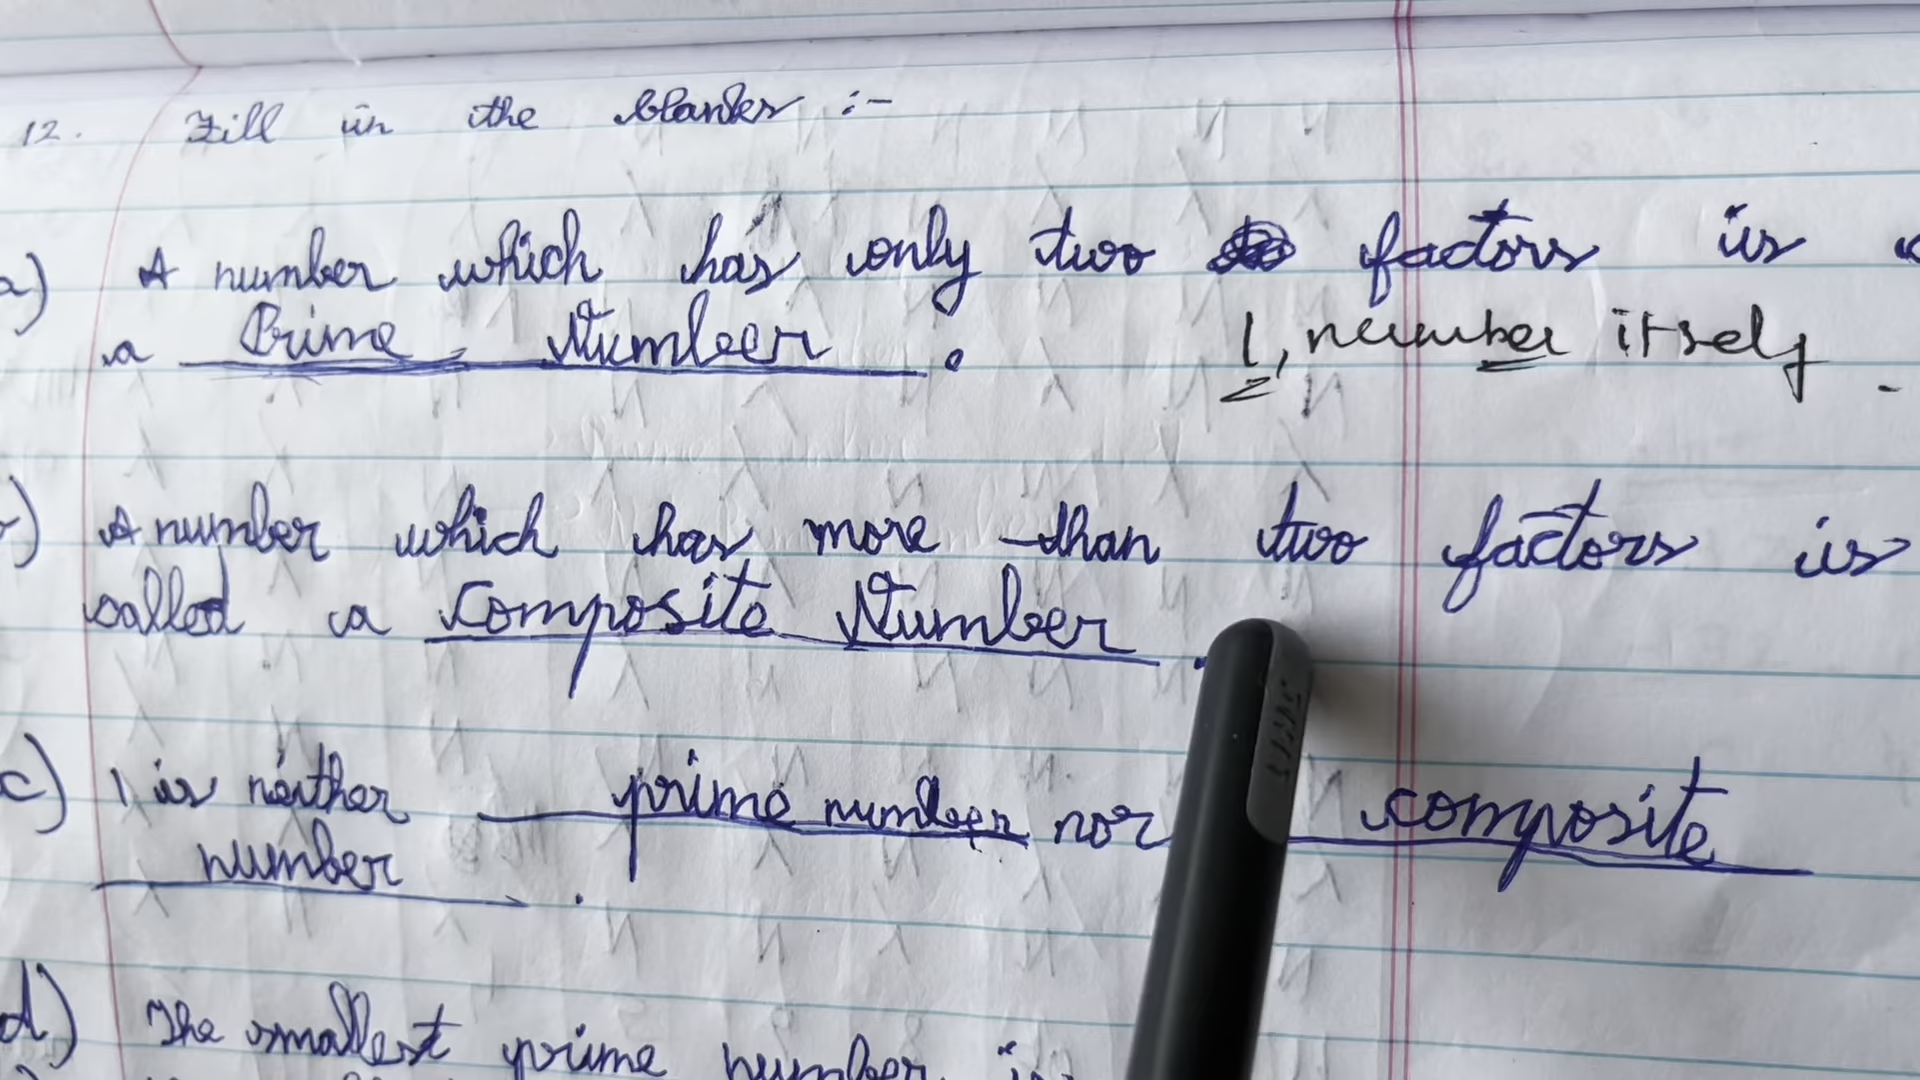 12. Fill in the blanks :-
a) A number which has only two factors is
a Prime Number .
1, number itself
A number which has more than two factors is
called a Composite Number .
c) 1 is neither prime number nor composite
number .
d) The smallest prime number is